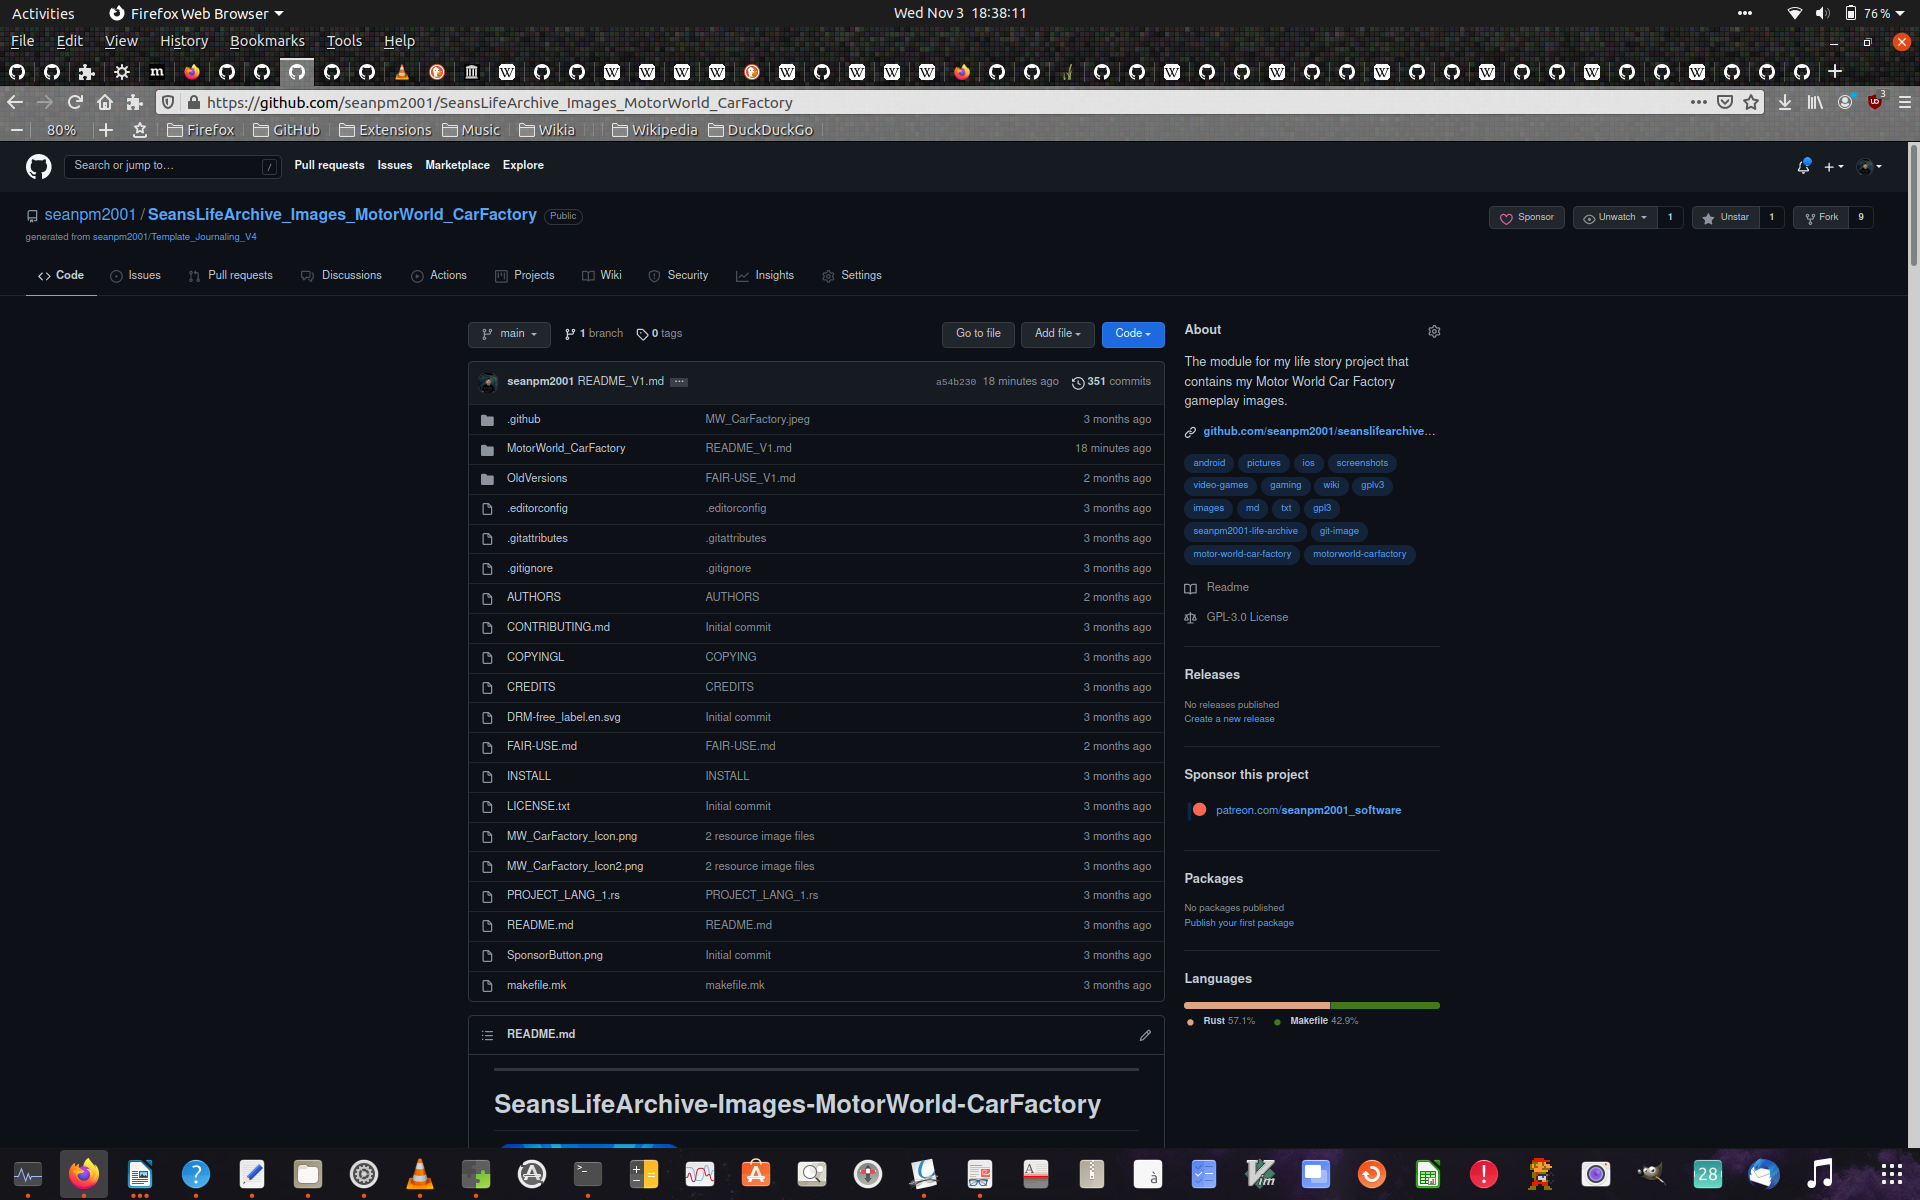 Activities Firefox Web Browser Wed Nov 3 18:38:11 76%
File Edit View History Bookmarks Tools Help
https://github.com/seanpm2001/SeansLifeArchive_Images_MotorWorld_CarFactory 3
80% Firefox GitHub Extensions Music Wikia Wikipedia DuckDuckGo
Search or jump to… / Pull requests Issues Marketplace Explore
seanpm2001 / SeansLifeArchive_Images_MotorWorld_CarFactory Public Sponsor Unwatch 1 Unstar 1 Fork 9
generated from seanpm2001/Template_Journaling_V4
Code Issues Pull requests Discussions Actions Projects Wiki Security Insights Settings
main 1 branch 0 tags Go to file Add file Code
seanpm2001 README_V1.md a54b230 18 minutes ago 351 commits
.github MW_CarFactory.jpeg 3 months ago
MotorWorld_CarFactory README_V1.md 18 minutes ago
OldVersions FAIR-USE_V1.md 2 months ago
.editorconfig .editorconfig 3 months ago
.gitattributes .gitattributes 3 months ago
.gitignore .gitignore 3 months ago
AUTHORS AUTHORS 2 months ago
CONTRIBUTING.md Initial commit 3 months ago
COPYINGL COPYING 3 months ago
CREDITS CREDITS 3 months ago
DRM-free_label.en.svg Initial commit 3 months ago
FAIR-USE.md FAIR-USE.md 2 months ago
INSTALL INSTALL 3 months ago
LICENSE.txt Initial commit 3 months ago
MW_CarFactory_Icon.png 2 resource image files 3 months ago
MW_CarFactory_Icon2.png 2 resource image files 3 months ago
PROJECT_LANG_1.rs PROJECT_LANG_1.rs 3 months ago
README.md README.md 3 months ago
SponsorButton.png Initial commit 3 months ago
makefile.mk makefile.mk 3 months ago
README.md
SeansLifeArchive-Images-MotorWorld-CarFactory
About
The module for my life story project that
contains my Motor World Car Factory
gameplay images.
github.com/seanpm2001/seanslifearchive…
android pictures ios screenshots
video-games gaming wiki gplv3
images md txt gpl3
seanpm2001-life-archive git-image
motor-world-car-factory motorworld-carfactory
Readme
GPL-3.0 License
Releases
No releases published
Create a new release
Sponsor this project
patreon.com/seanpm2001_software
Packages
No packages published
Publish your first package
Languages
Rust 57.1% Makefile 42.9%
28